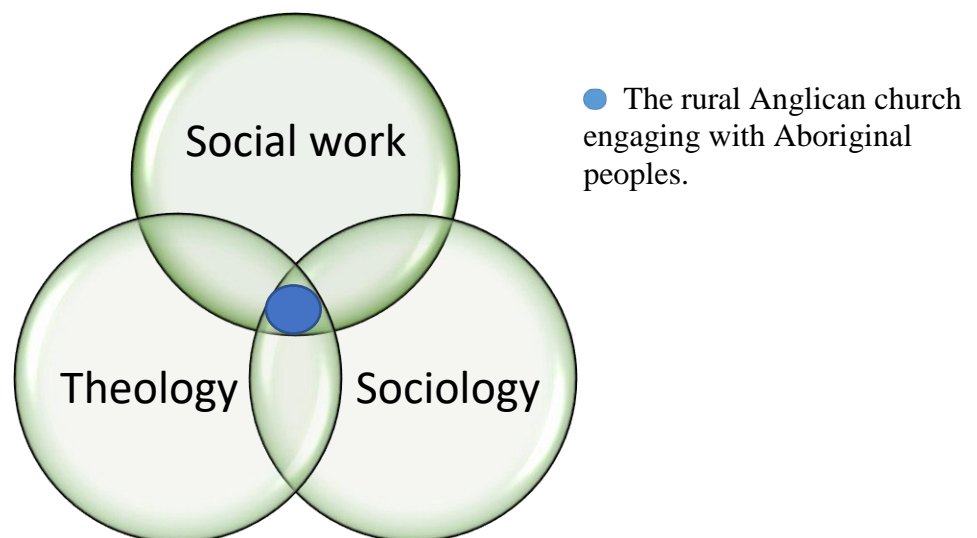 Social work
Theology
Sociology
The rural Anglican church
engaging with Aboriginal
peoples.